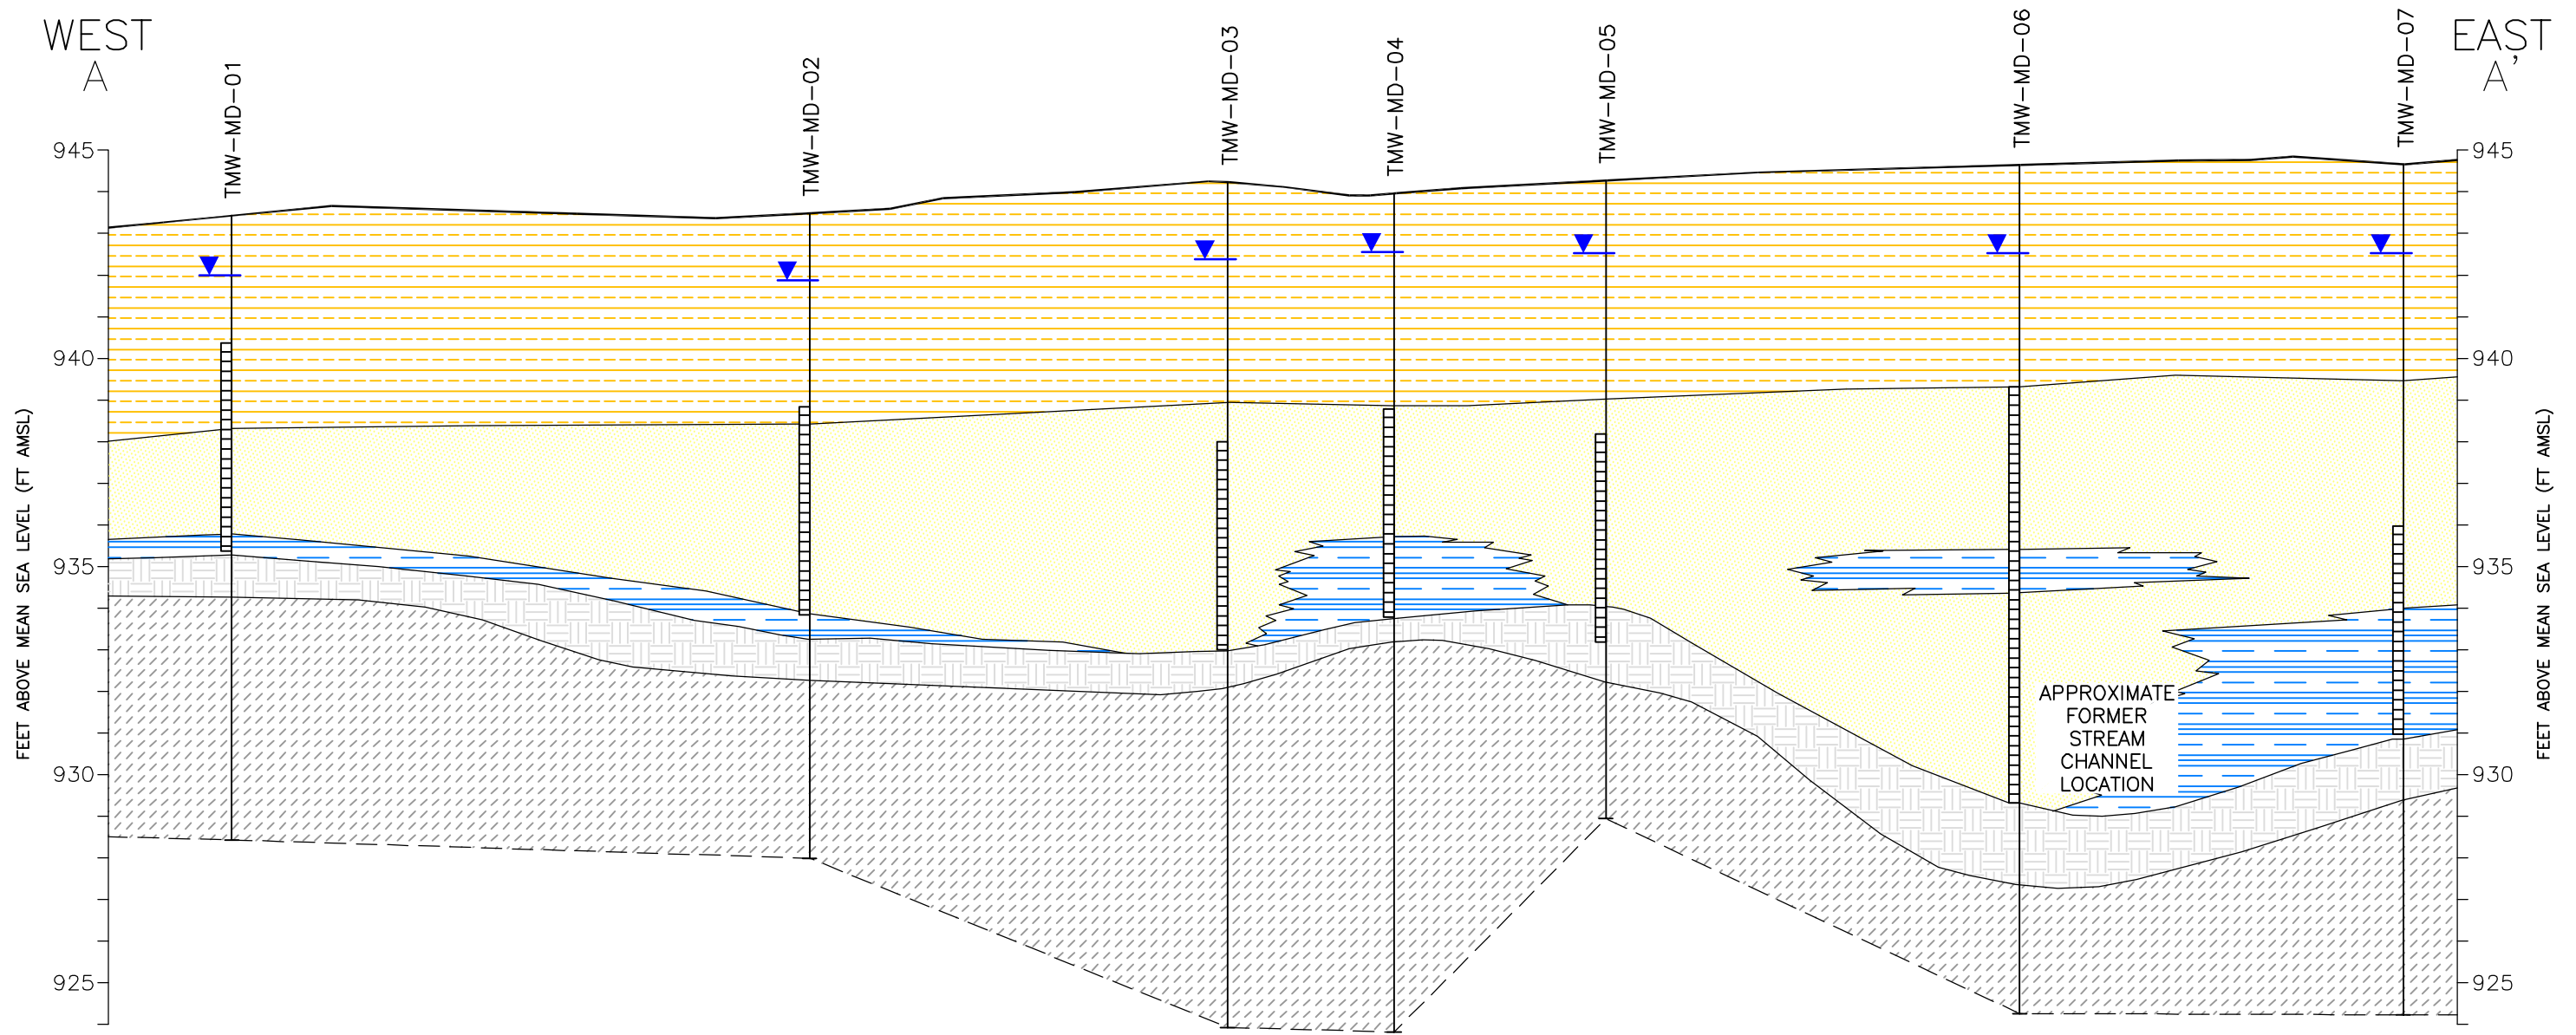 WEST
A
TMW-MD-01
TMW-MD-02
TMW-MD-03
TMW-MD-04
TMW-MD-05
TMW-MD-06
TMW-MD-07
EAST
A'
945
940
935
930
925
FEET ABOVE MEAN SEA LEVEL (FT AMSL)
APPROXIMATE
FORMER
STREAM
CHANNEL
LOCATION
945
940
935
930
925
FEET ABOVE MEAN SEA LEVEL (FT AMSL)